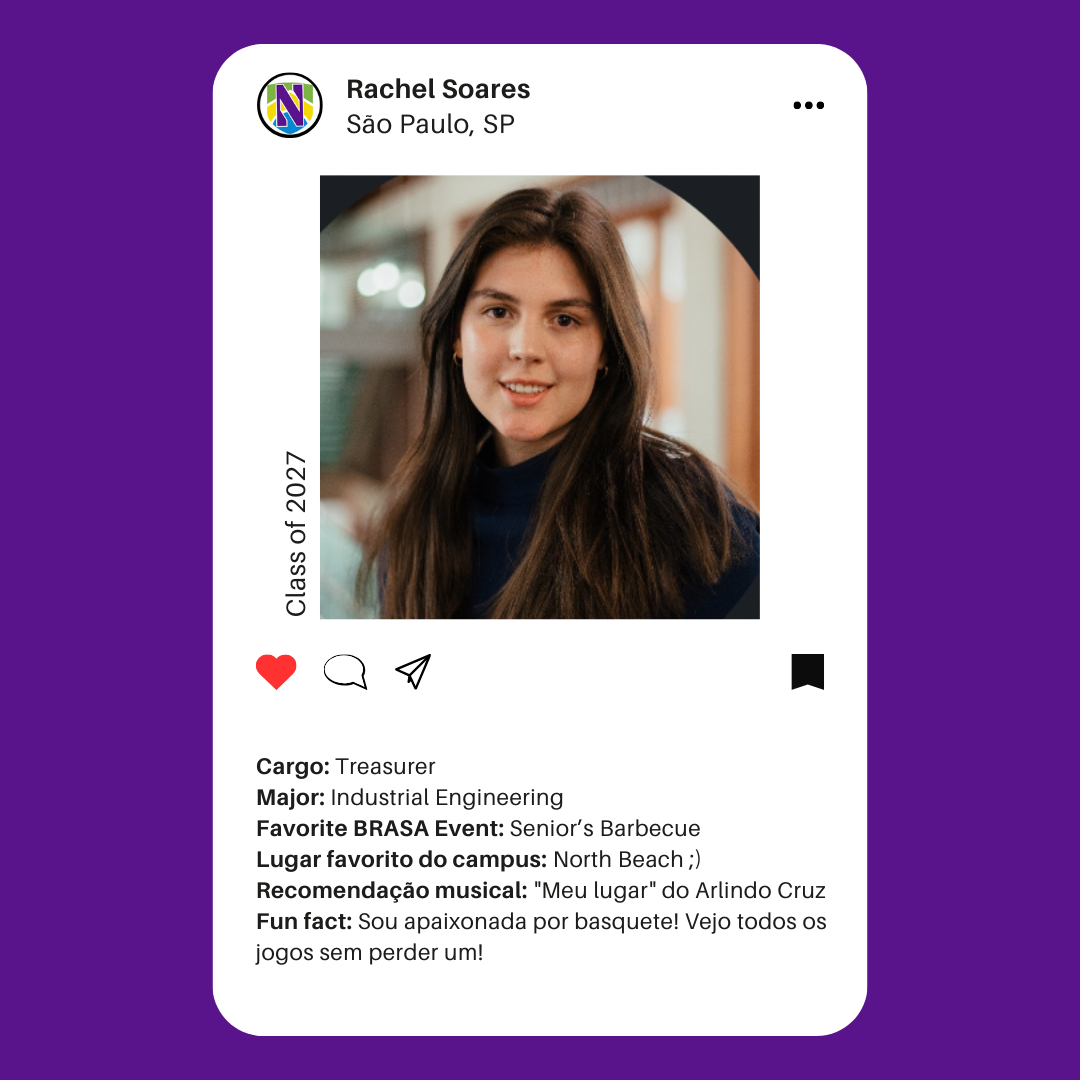 N
Rachel Soares
São Paulo, SP
Class of 2027
Cargo: Treasurer
Major: Industrial Engineering
Favorite BRASA Event: Senior’s Barbecue
Lugar favorito do campus: North Beach ;)
Recomendação musical: "Meu lugar" do Arlindo Cruz
Fun fact: Sou apaixonada por basquete! Vejo todos os
jogos sem perder um!